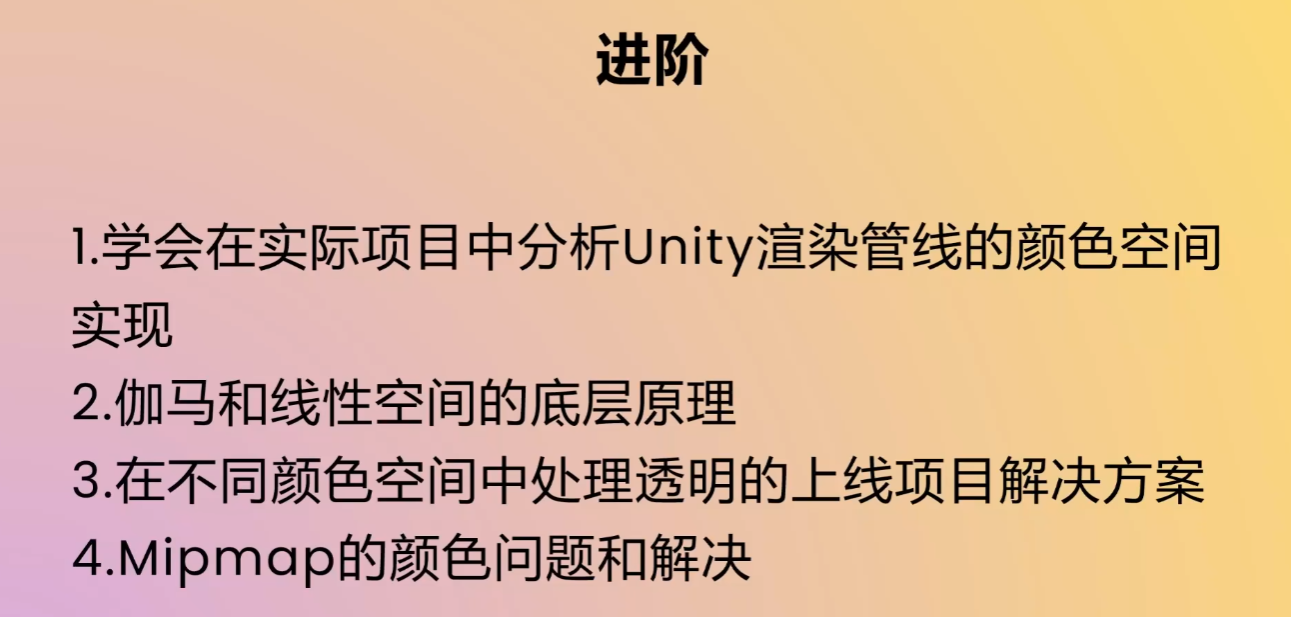 进阶
1.学会在实际项目中分析Unity渲染管线的颜色空间
实现
2.伽马和线性空间的底层原理
3.在不同颜色空间中处理透明的上线项目解决方案
4.Mipmap的颜色问题和解决